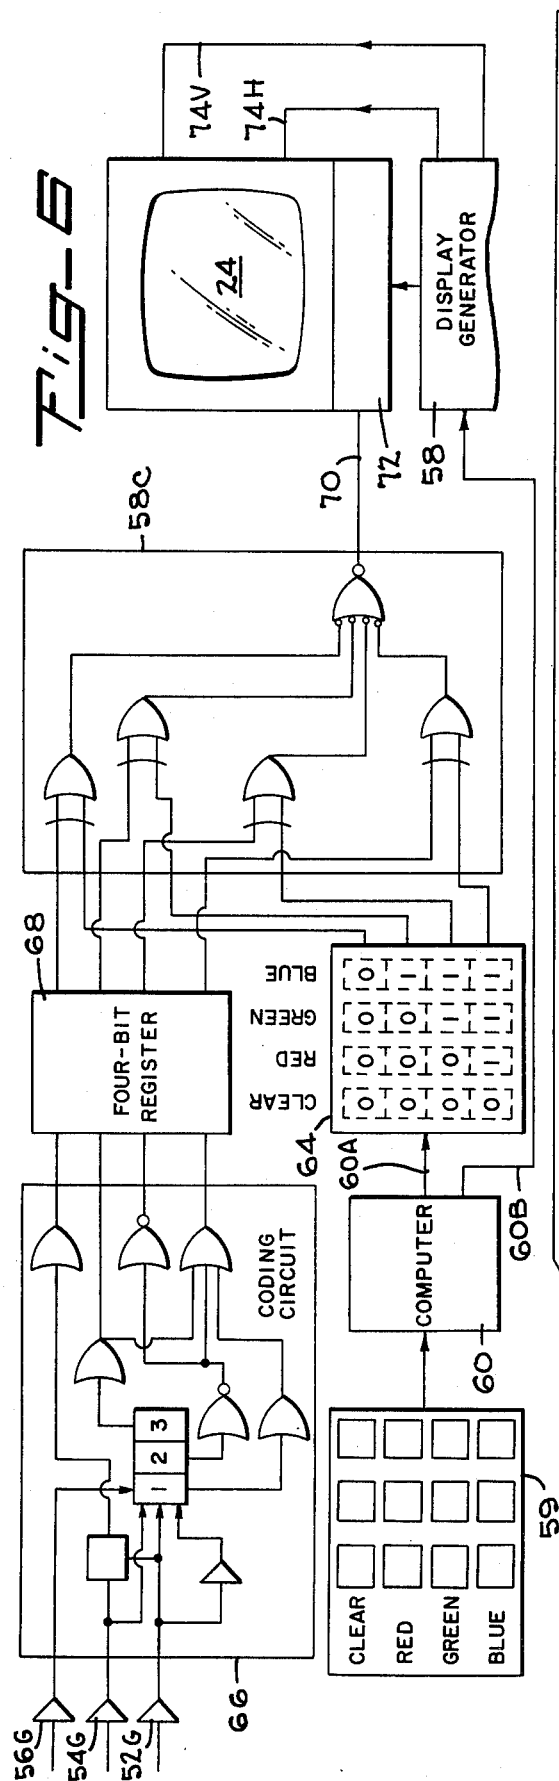 Fig-6
56G
54G
52G
66
1 2 3
CODING
CIRCUIT
68
FOUR-BIT
REGISTER
58C
70
24
72
74V
74H
58
DISPLAY
GENERATOR
59
CLEAR
RED
GREEN
BLUE
COMPUTER
60
60A
60B
64
CLEAR RED GREEN BLUE
0 0 0 0
0 0 0 1
0 0 1 1
0 1 1 1